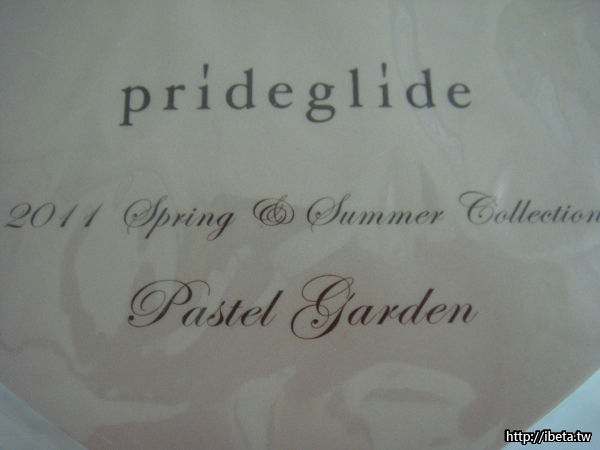 prideglide
2011 Spring & Summer Collection
Pastel Garden
http://ibeta.tw